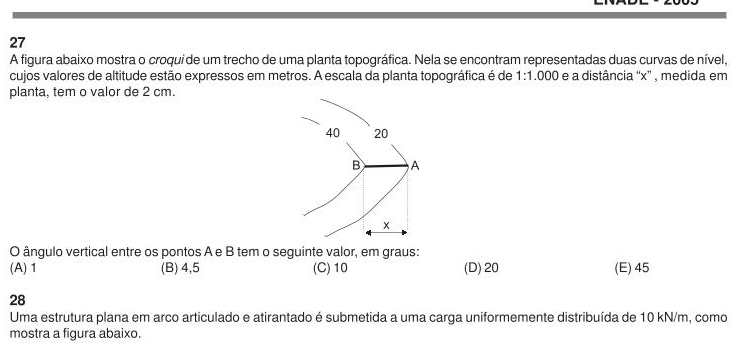 ENADE - 2005
27
A figura abaixo mostra o croqui de um trecho de uma planta topográfica. Nela se encontram representadas duas curvas de nível,
cujos valores de altitude estão expressos em metros. A escala da planta topográfica é de 1:1.000 e a distância “x” , medida em
planta, tem o valor de 2 cm.
40 20
B A
x
O ângulo vertical entre os pontos A e B tem o seguinte valor, em graus:
(A) 1 (B) 4,5 (C) 10 (D) 20 (E) 45
28
Uma estrutura plana em arco articulado e atirantado é submetida a uma carga uniformemente distribuída de 10 kN/m, como
mostra a figura abaixo.